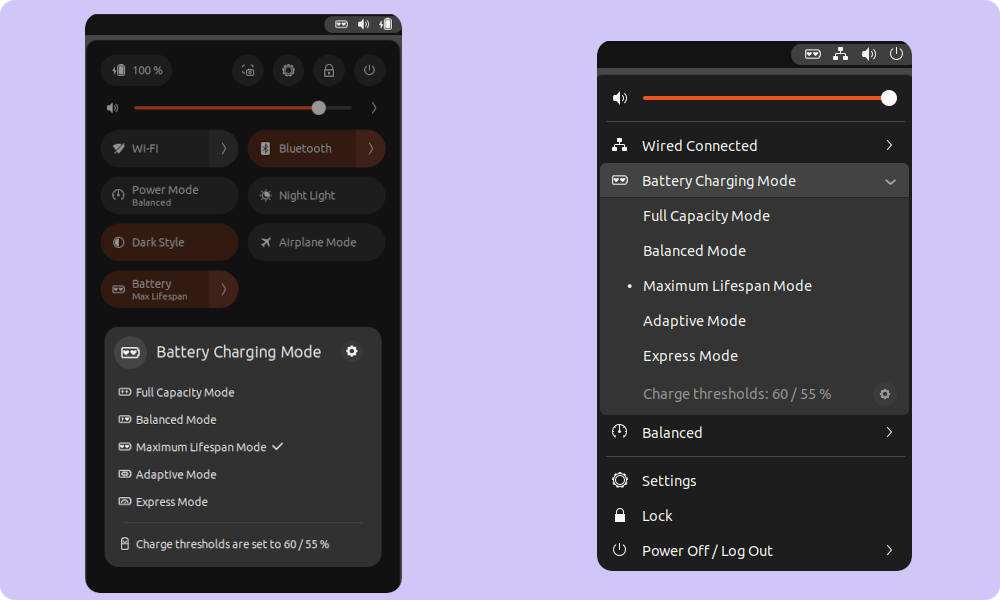 100 %
Wi-Fi
Bluetooth
Power Mode
Balanced
Night Light
Dark Style
Airplane Mode
Battery
Max Lifespan
Battery Charging Mode
Full Capacity Mode
Balanced Mode
Maximum Lifespan Mode
Adaptive Mode
Express Mode
Charge thresholds are set to 60 / 55 %
Wired Connected
Battery Charging Mode
Full Capacity Mode
Balanced Mode
Maximum Lifespan Mode
Adaptive Mode
Express Mode
Charge thresholds: 60 / 55 %
Balanced
Settings
Lock
Power Off / Log Out